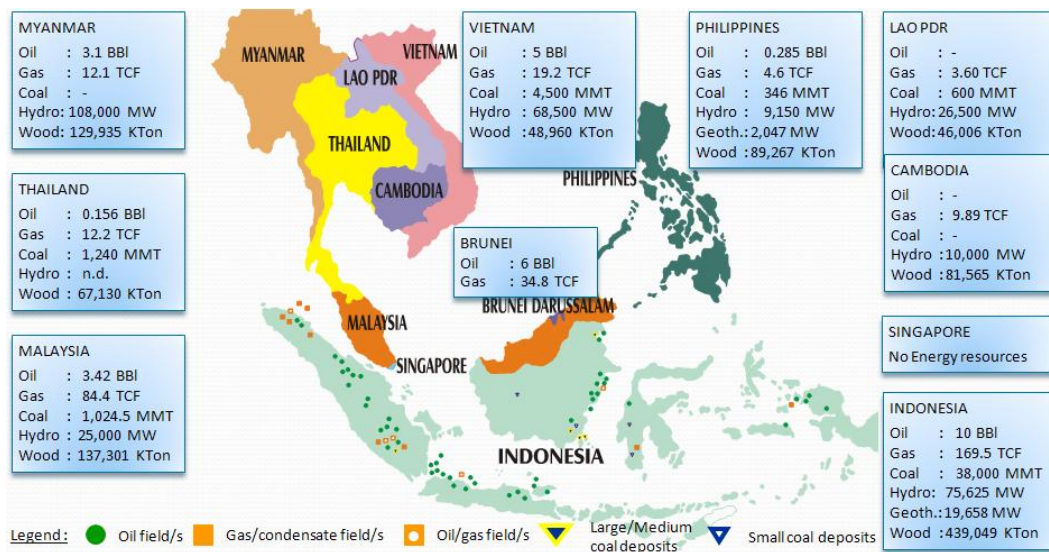 MYANMAR
Oil : 3.1 BBl
Gas : 12.1 TCF
Coal : -
Hydro: 108,000 MW
Wood: 129,935 KTon
THAILAND
Oil : 0.156 BBl
Gas : 12.2 TCF
Coal : 1,240 MMT
Hydro : n.d.
Wood : 67,130 KTon
MALAYSIA
Oil : 3.42 BBl
Gas : 84.4 TCF
Coal : 1,024.5 MMT
Hydro : 25,000 MW
Wood : 137,301 KTon
VIETNAM
Oil : 5 BBl
Gas : 19.2 TCF
Coal : 4,500 MMT
Hydro : 68,500 MW
Wood : 48,960 KTon
PHILIPPINES
Oil : 0.285 BBl
Gas : 4.6 TCF
Coal : 346 MMT
Hydro : 9,150 MW
Geoth.: 2,047 MW
Wood : 89,267 KTon
LAO PDR
Oil : -
Gas : 3.60 TCF
Coal : 600 MMT
Hydro: 26,500 MW
Wood : 46,006 KTon
CAMBODIA
Oil : -
Gas : 9.89 TCF
Coal : -
Hydro : 10,000 MW
Wood : 81,565 KTon
BRUNEI
Oil : 6 BBl
Gas : 34.8 TCF
SINGAPORE
No Energy resources
INDONESIA
Oil : 10 BBl
Gas : 169.5 TCF
Coal : 38,000 MMT
Hydro: 75,625 MW
Geoth.: 19,658 MW
Wood : 439,049 KTon
MYANMAR
VIETNAM
LAO PDR
THAILAND
CAMBODIA
PHILIPPINES
BRUNEI DARUSSALAM
MALAYSIA
SINGAPORE
INDONESIA
Legend :
Oil field/s
Gas/condensate field/s
Oil/gas field/s
Large/Medium
coal deposits
Small coal deposits